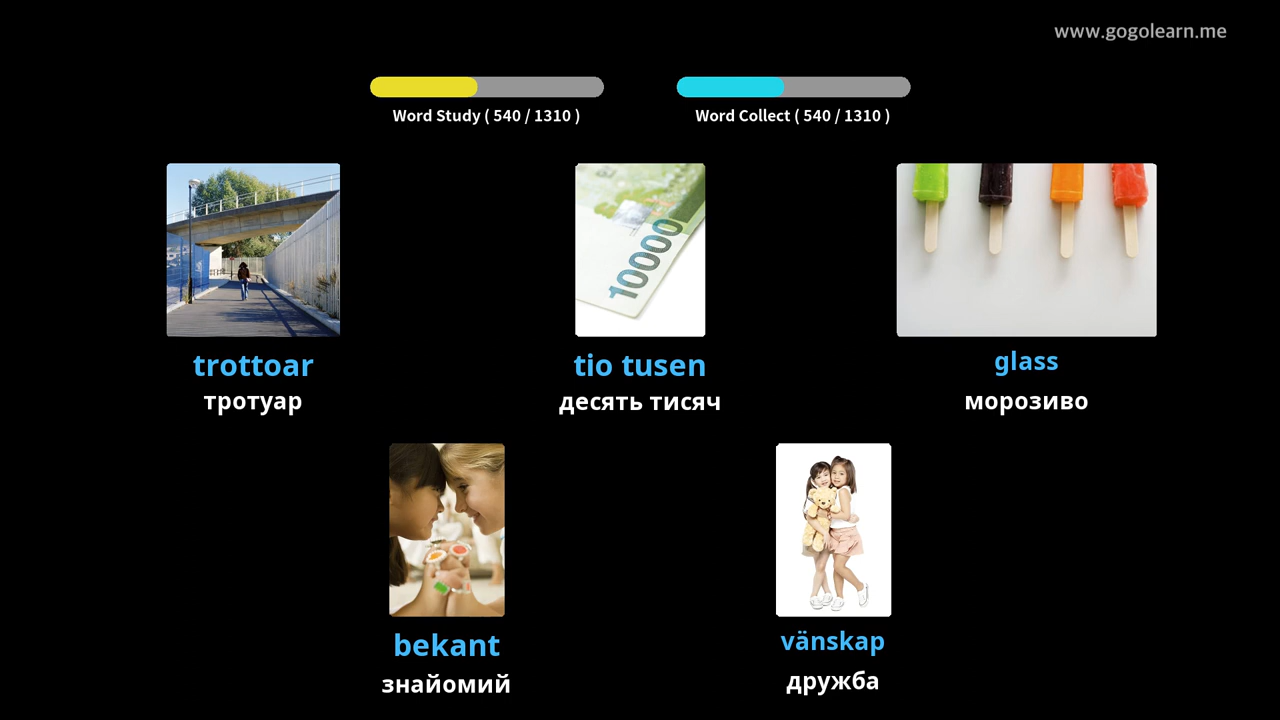 www.gogolearn.me
Word Study ( 540 / 1310 )
Word Collect ( 540 / 1310 )
10000
trottoar
тротуар
tio tusen
десять тисяч
glass
морозиво
bekant
знайомий
vänskap
дружба